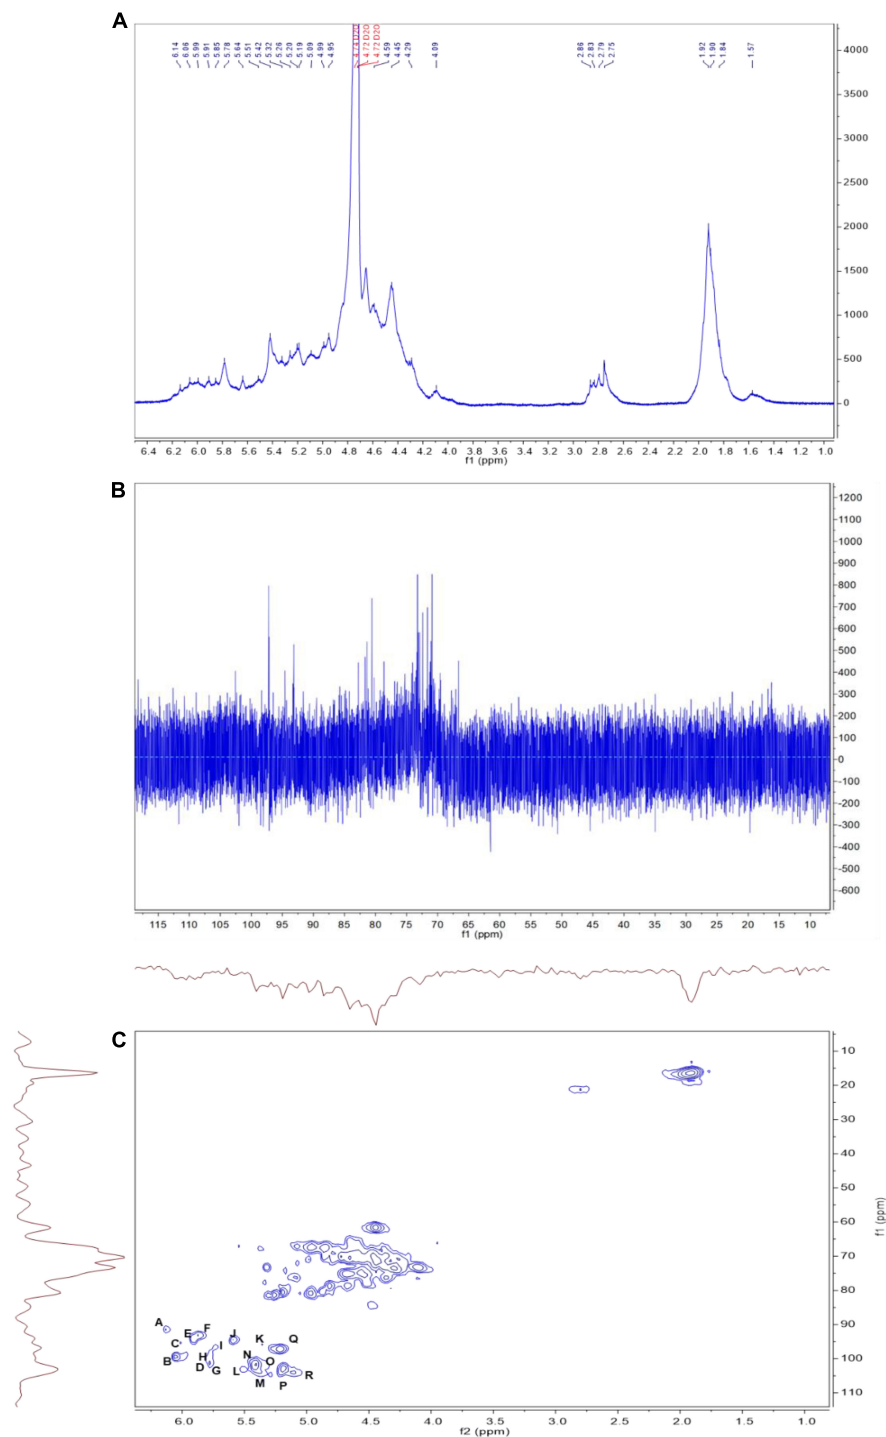 A
6.14 6.06 5.99 5.91 5.85 5.78 5.64 5.51 5.42 5.32 5.26 5.20 5.19 5.09 4.99 4.95 4.74 D2O 4.72 D2O 4.72 D2O 4.59 4.45 4.29 4.09 2.86 2.83 2.79 2.75 1.92 1.90 1.84 1.57
4000
3500
3000
2500
2000
1500
1000
500
0
6.4 6.2 6.0 5.8 5.6 5.4 5.2 5.0 4.8 4.6 4.4 4.2 4.0 3.8 3.6 3.4 3.2 3.0 2.8 2.6 2.4 2.2 2.0 1.8 1.6 1.4 1.2 1.0
f1 (ppm)
B
1200
1100
1000
900
800
700
600
500
400
300
200
100
0
-100
-200
-300
-400
-500
-600
115 110 105 100 95 90 85 80 75 70 65 60 55 50 45 40 35 30 25 20 15 10
f1 (ppm)
C
10
20
30
40
50
60
70
80
90
100
110
f1 (ppm)
A
E F J K Q
C I
B H N O
D G L R
M P
6.0 5.5 5.0 4.5 4.0 3.5 3.0 2.5 2.0 1.5 1.0
f2 (ppm)